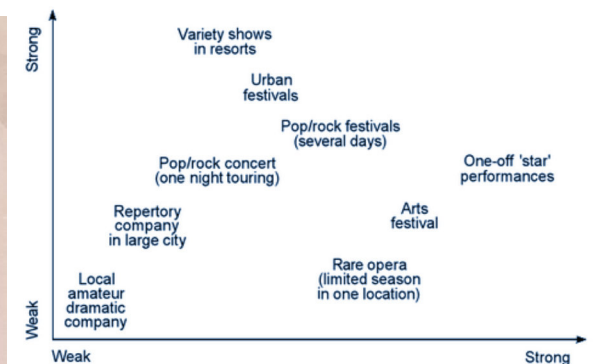 Strong
Variety shows
in resorts
Urban
festivals
Pop/rock festivals
(several days)
Pop/rock concert
(one night touring)
One-off 'star'
performances
Repertory
company
in large city
Arts
festival
Rare opera
(limited season
in one location)
Local
amateur
dramatic
company
Weak
Weak
Strong